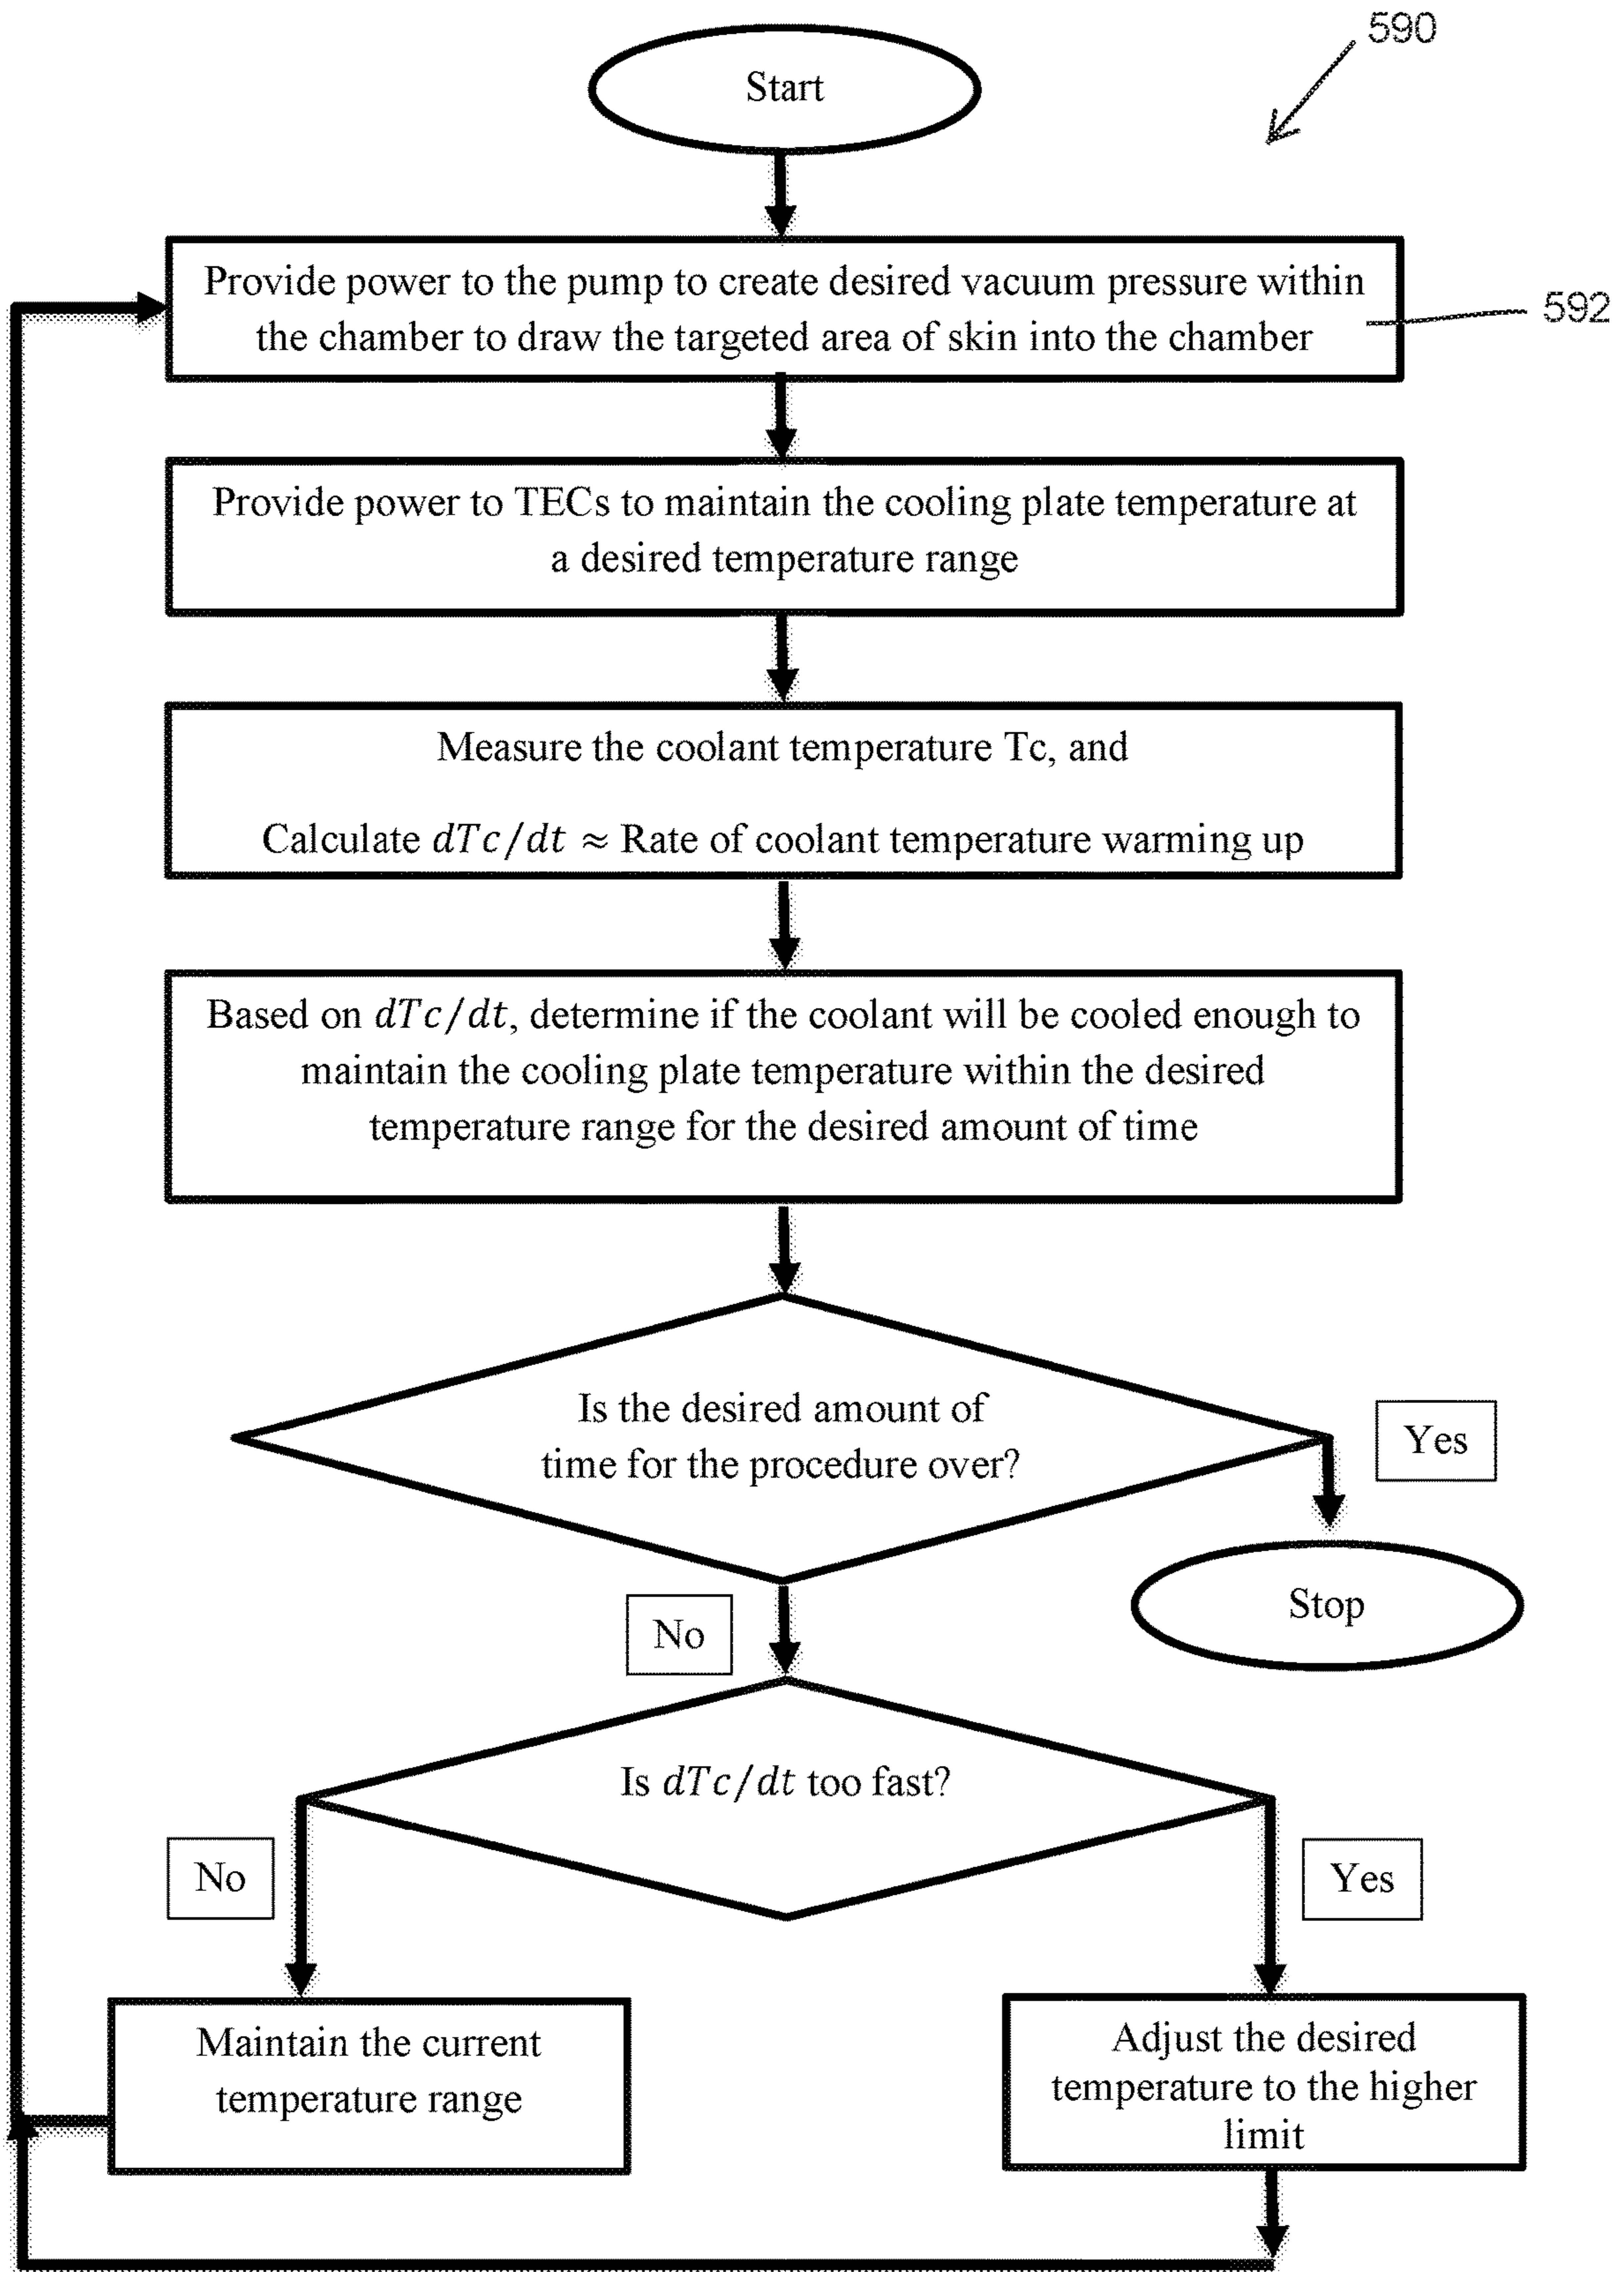 590
Start
Provide power to the pump to create desired vacuum pressure within
the chamber to draw the targeted area of skin into the chamber
592
Provide power to TECs to maintain the cooling plate temperature at
a desired temperature range
Measure the coolant temperature Tc, and
Calculate dTc/dt ≈ Rate of coolant temperature warming up
Based on dTc/dt, determine if the coolant will be cooled enough to
maintain the cooling plate temperature within the desired
temperature range for the desired amount of time
Is the desired amount of
time for the procedure over?
Yes
Stop
No
Is dTc/dt too fast?
No
Yes
Maintain the current
temperature range
Adjust the desired
temperature to the higher
limit